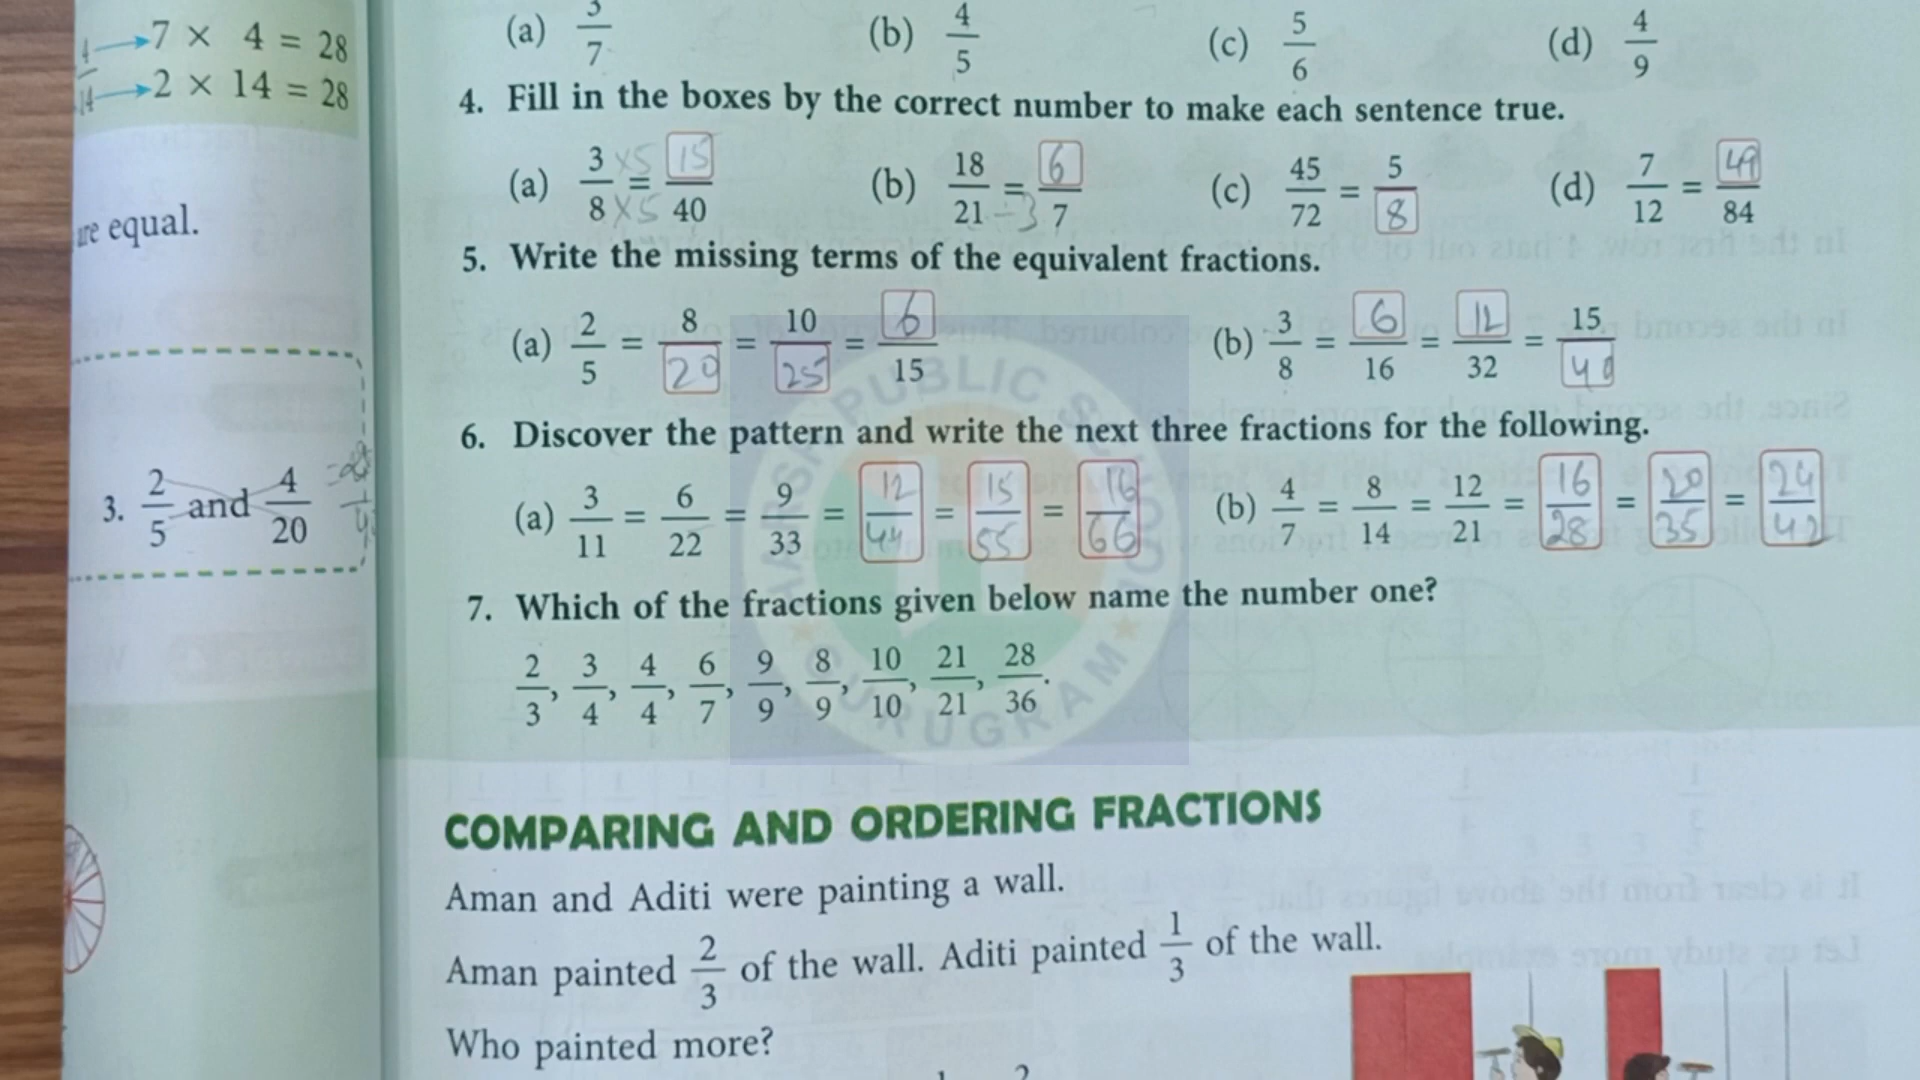 7 × 4 = 28
2 × 14 = 28
are equal.
3. 2/5 and 4/20
(a) 3/7 (b) 4/5 (c) 5/6 (d) 4/9
4. Fill in the boxes by the correct number to make each sentence true.
(a) 3×5/8×5 = 15/40 (b) 18/21÷3 = 6/7 (c) 45/72 = 5/8 (d) 7/12 = 49/84
5. Write the missing terms of the equivalent fractions.
(a) 2/5 = 8/20 = 10/25 = 6/15 (b) 3/8 = 6/16 = 12/32 = 15/40
6. Discover the pattern and write the next three fractions for the following.
(a) 3/11 = 6/22 = 9/33 = 12/44 = 15/55 = 16/66 (b) 4/7 = 8/14 = 12/21 = 16/28 = 20/35 = 24/42
7. Which of the fractions given below name the number one?
2/3, 3/4, 4/4, 6/7, 9/9, 8/9, 10/10, 21/21, 28/36.
PUBLIC
GURUGRAM
COMPARING AND ORDERING FRACTIONS
Aman and Aditi were painting a wall.
Aman painted 2/3 of the wall. Aditi painted 1/3 of the wall.
Who painted more?